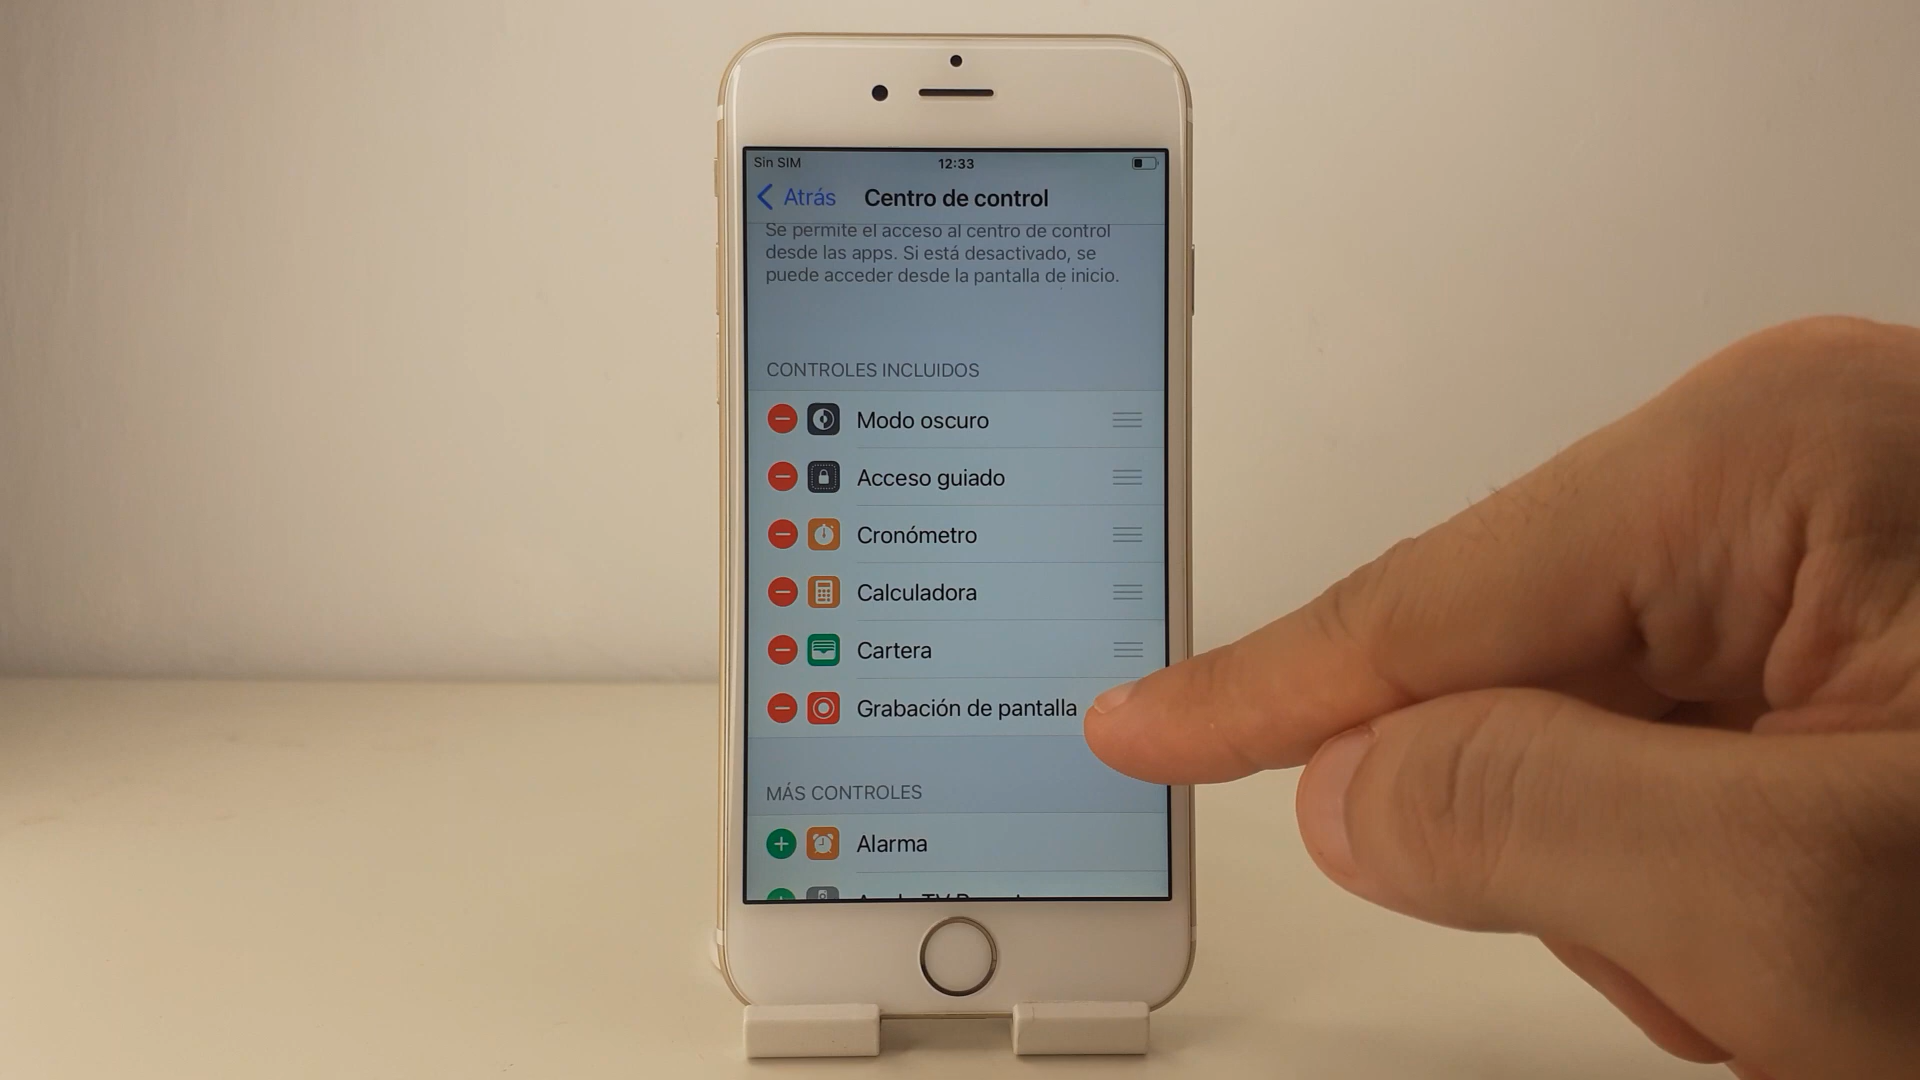 Sin SIM
12:33
Atrás
Centro de control
Se permite el acceso al centro de control
desde las apps. Si está desactivado, se
puede acceder desde la pantalla de inicio.
CONTROLES INCLUIDOS
Modo oscuro
Acceso guiado
Cronómetro
Calculadora
Cartera
Grabación de pantalla
MÁS CONTROLES
Alarma